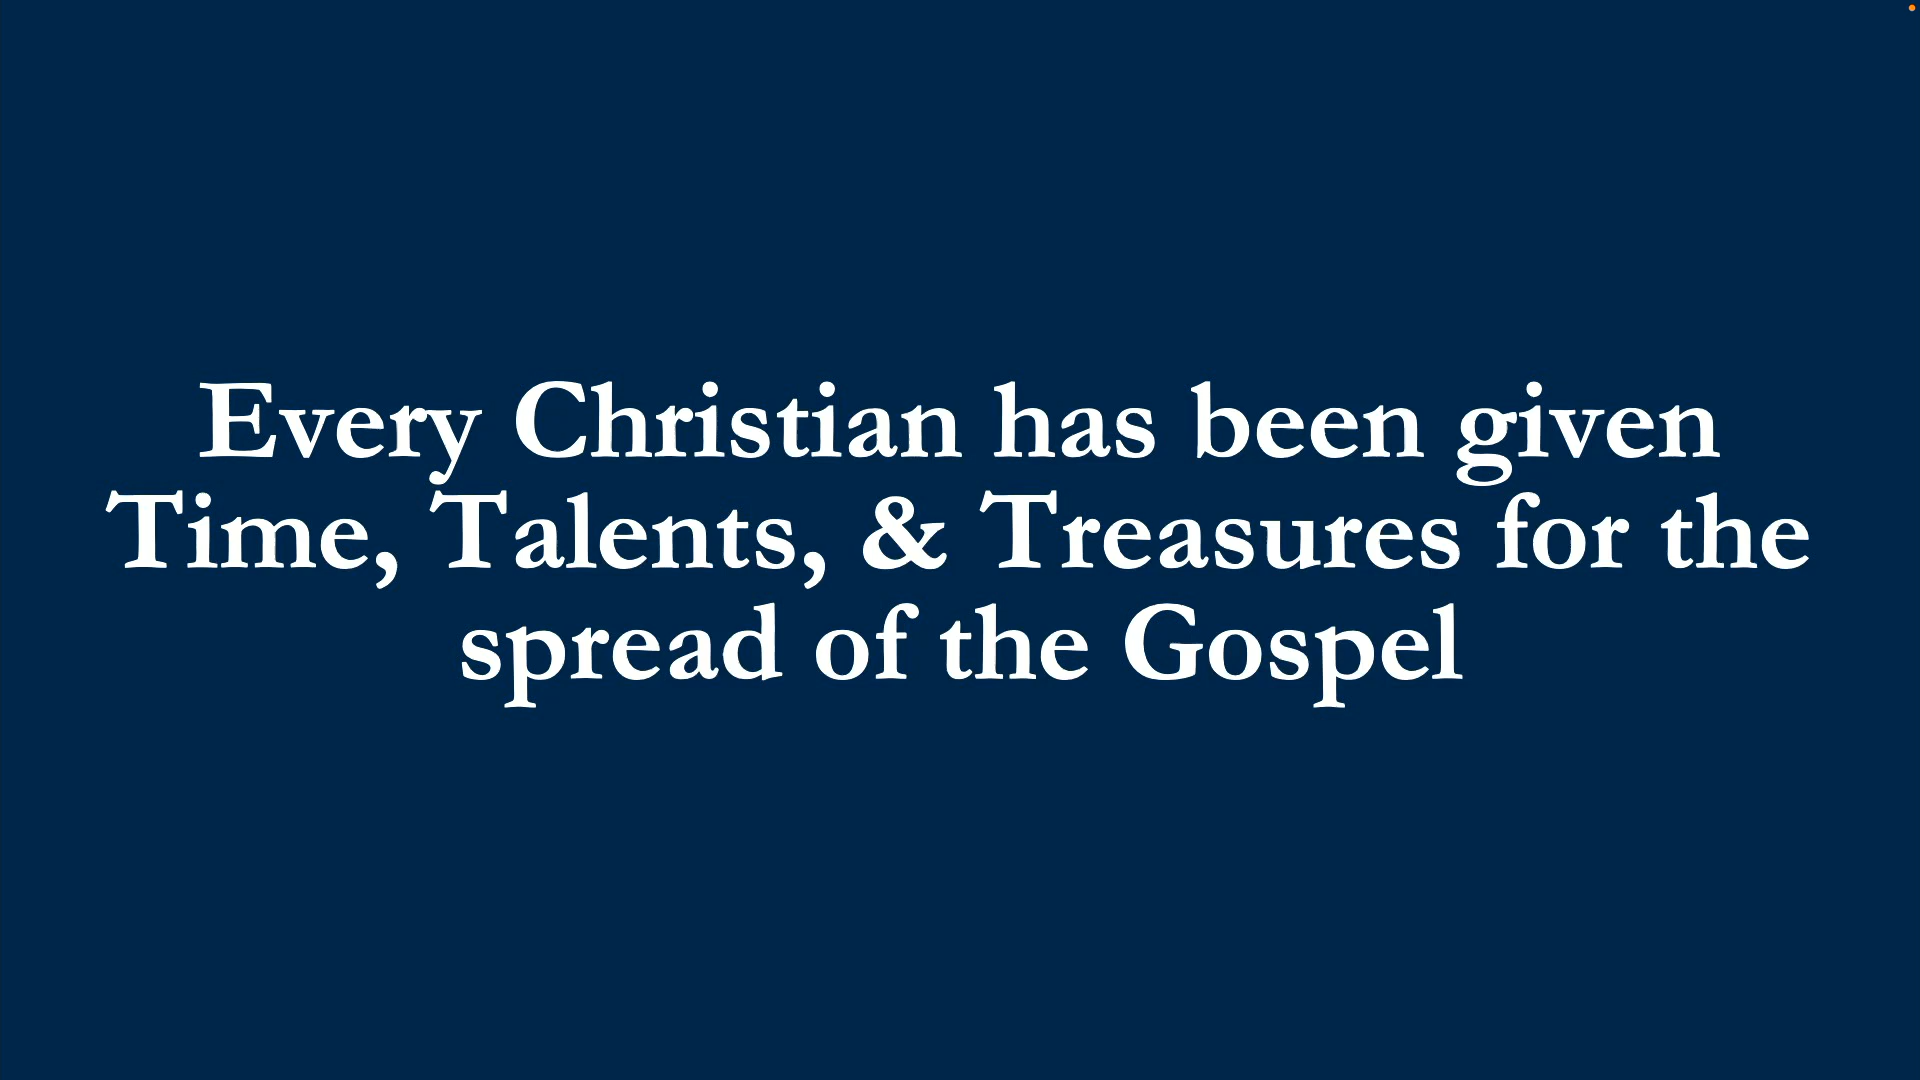 Every Christian has been given
Time, Talents, & Treasures for the
spread of the Gospel